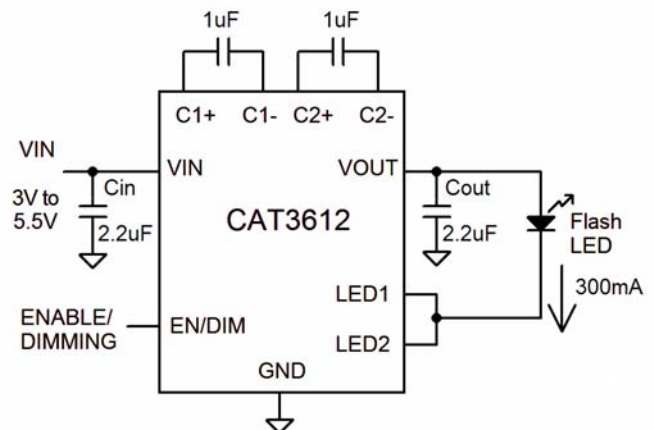 1uF
1uF
C1+
C1-
C2+
C2-
VIN
VIN
VOUT
3V to
5.5V
Cin
2.2uF
CAT3612
Cout
2.2uF
Flash
LED
300mA
LED1
ENABLE/
DIMMING
EN/DIM
LED2
GND